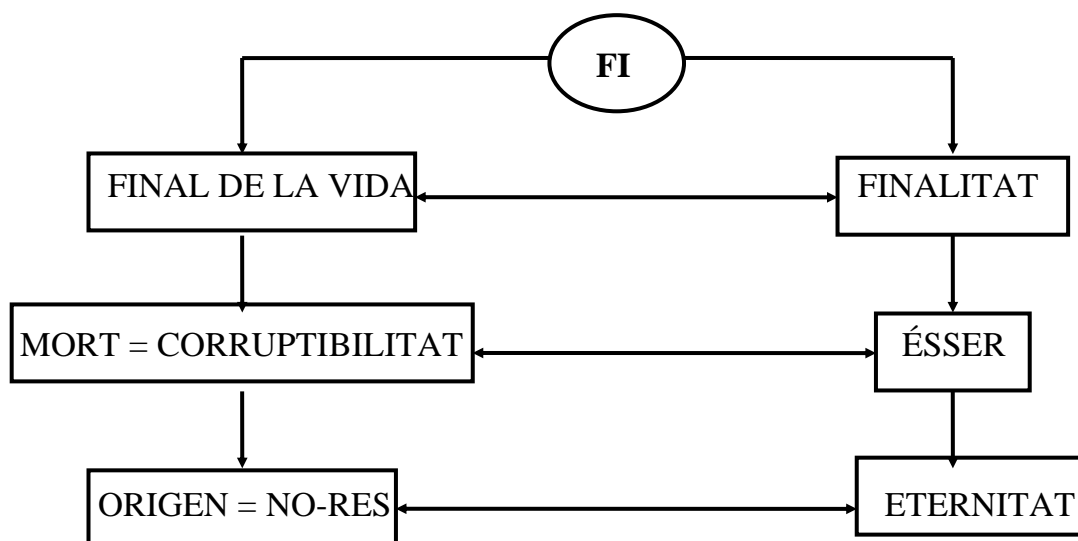 FI
FINAL DE LA VIDA
FINALITAT
MORT = CORRUPTIBILITAT
ÉSSER
ORIGEN = NO-RES
ETERNITAT